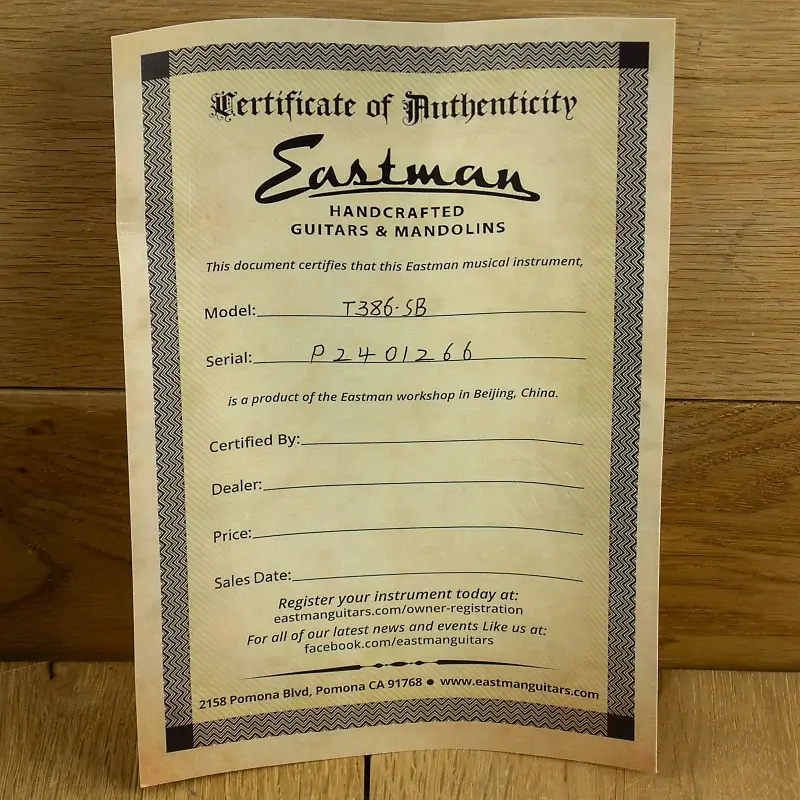 Certificate of Authenticity
Eastman
HANDCRAFTED
GUITARS & MANDOLINS
This document certifies that this Eastman musical instrument,
Model: T386-SB
Serial: P2401266
is a product of the Eastman workshop in Beijing, China.
Certified By:
Dealer:
Price:
Sales Date:
Register your instrument today at:
eastmanguitars.com/owner-registration
For all of our latest news and events Like us at:
facebook.com/eastmanguitars
2158 Pomona Blvd, Pomona CA 91768 ● www.eastmanguitars.com